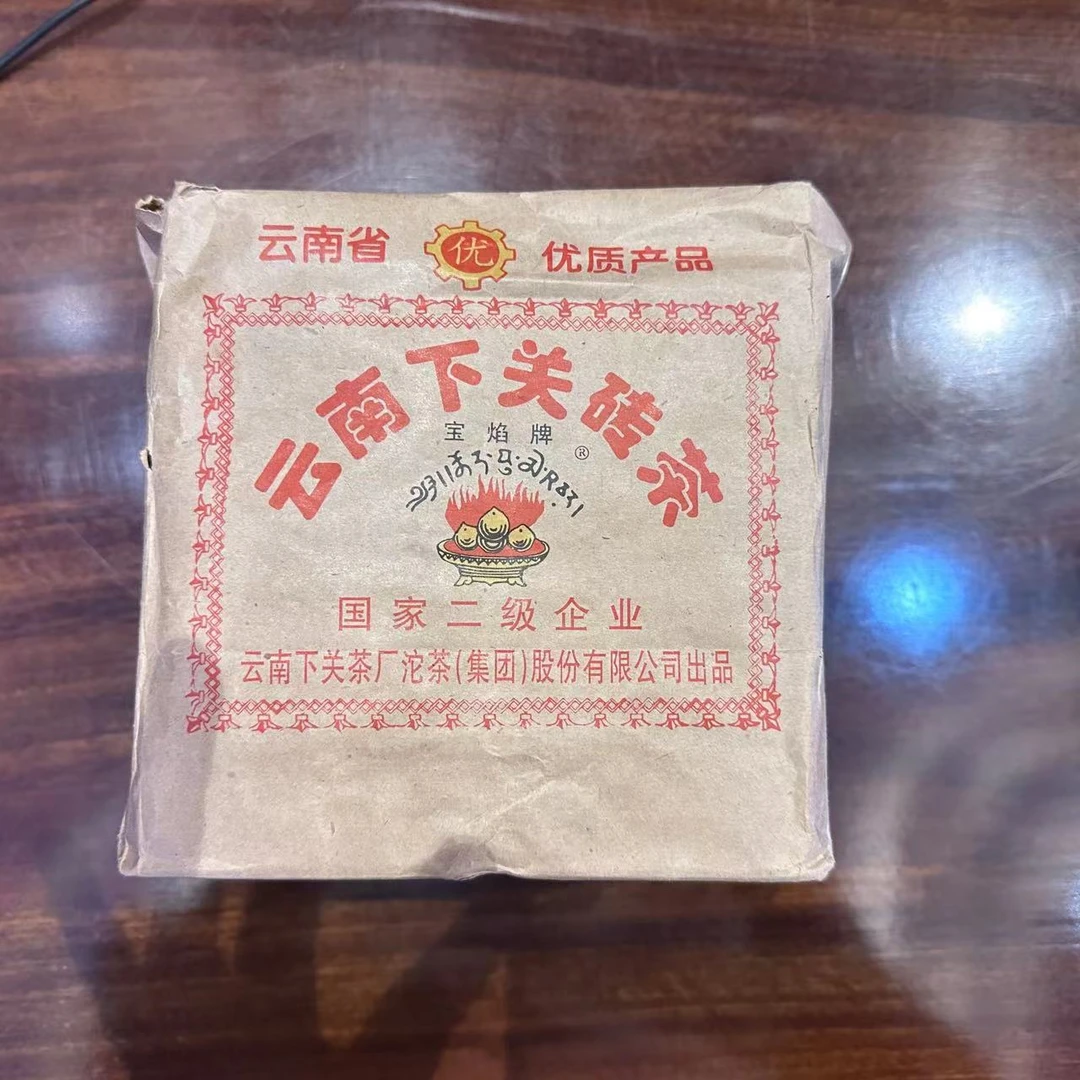 云南省 优 优质产品
云南下关砖茶
宝焰牌
®
国家二级企业
云南下关茶厂沱茶(集团)股份有限公司出品